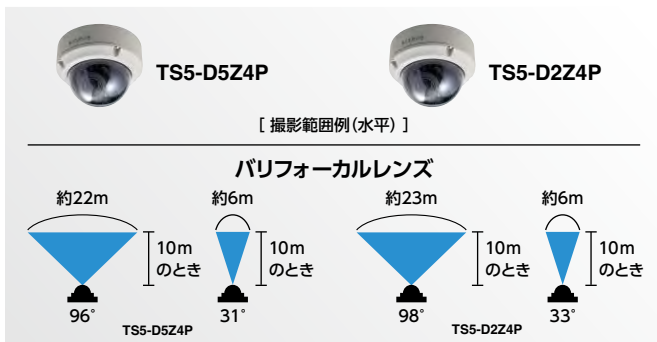 TS5-D5Z4P
TS5-D2Z4P
[ 撮影範囲例(水平) ]
バリフォーカルレンズ
約22m
10m
のとき
96°
約6m
10m
のとき
31°
TS5-D5Z4P
約23m
10m
のとき
98°
約6m
10m
のとき
33°
TS5-D2Z4P